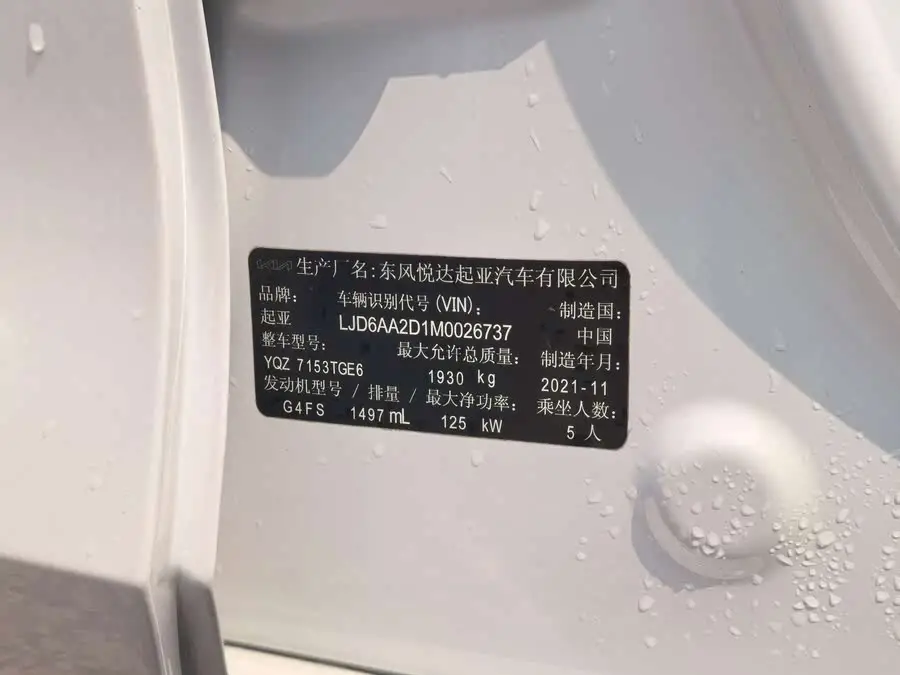 KIA 生产厂名:东风悦达起亚汽车有限公司
品牌: 车辆识别代号(VIN): 制造国:
起亚 LJD6AA2D1M0026737 中国
整车型号: 最大允许总质量: 制造年月:
YQZ 7153TGE6 1930 kg 2021-11
发动机型号 / 排量 / 最大净功率: 乘坐人数:
G4FS 1497 mL 125 kW 5 人